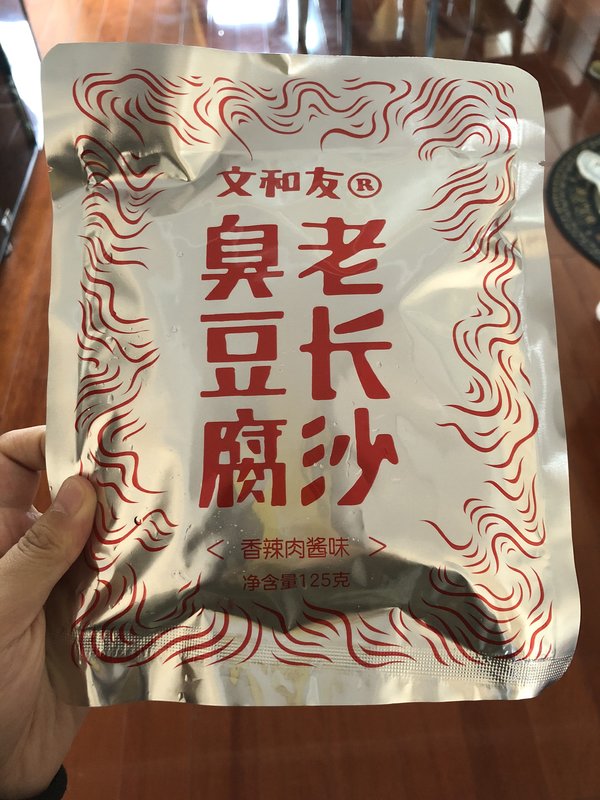 文和友®
老长沙
臭豆腐
< 香辣肉酱味 >
净含量125克